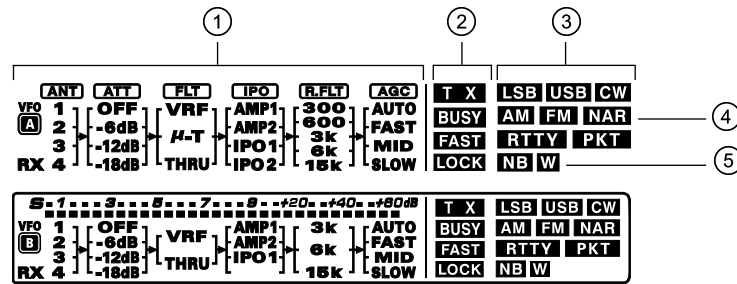 1 2 3
ANT ATT FLT IPO R.FLT AGC T X LSB USB CW
VFO 1 OFF VRF AMP1 300 AUTO BUSY AM FM NAR 4
A 2 -6dB μ-T AMP2 600 FAST FAST RTTY PKT
3 -12dB IPO1 3k MID
6k
RX 4 -18dB THRU IPO2 15k SLOW LOCK NB W 5
S 1 3 5 7 9 +20 +40 +60dB T X LSB USB CW
VFO 1 OFF VRF AMP1 3k AUTO BUSY AM FM NAR
B 2 -6dB AMP2 6k FAST FAST RTTY PKT
3 -12dB THRU IPO1 MID
RX 4 -18dB 15k SLOW LOCK NB W